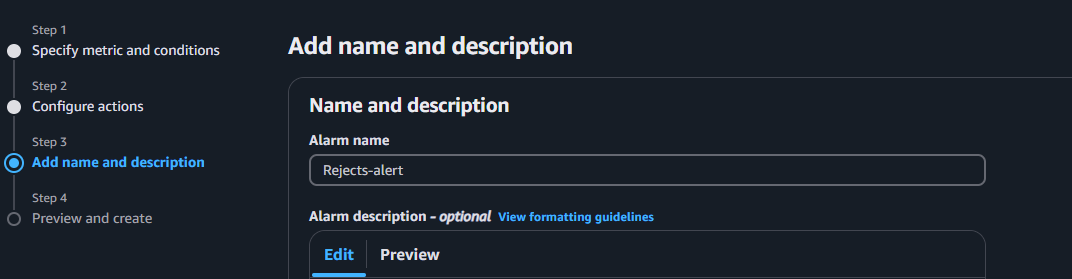 Step 1
Specify metric and conditions
Step 2
Configure actions
Step 3
Add name and description
Step 4
Preview and create
Add name and description
Name and description
Alarm name
Rejects-alert
Alarm description - optional View formatting guidelines
Edit Preview